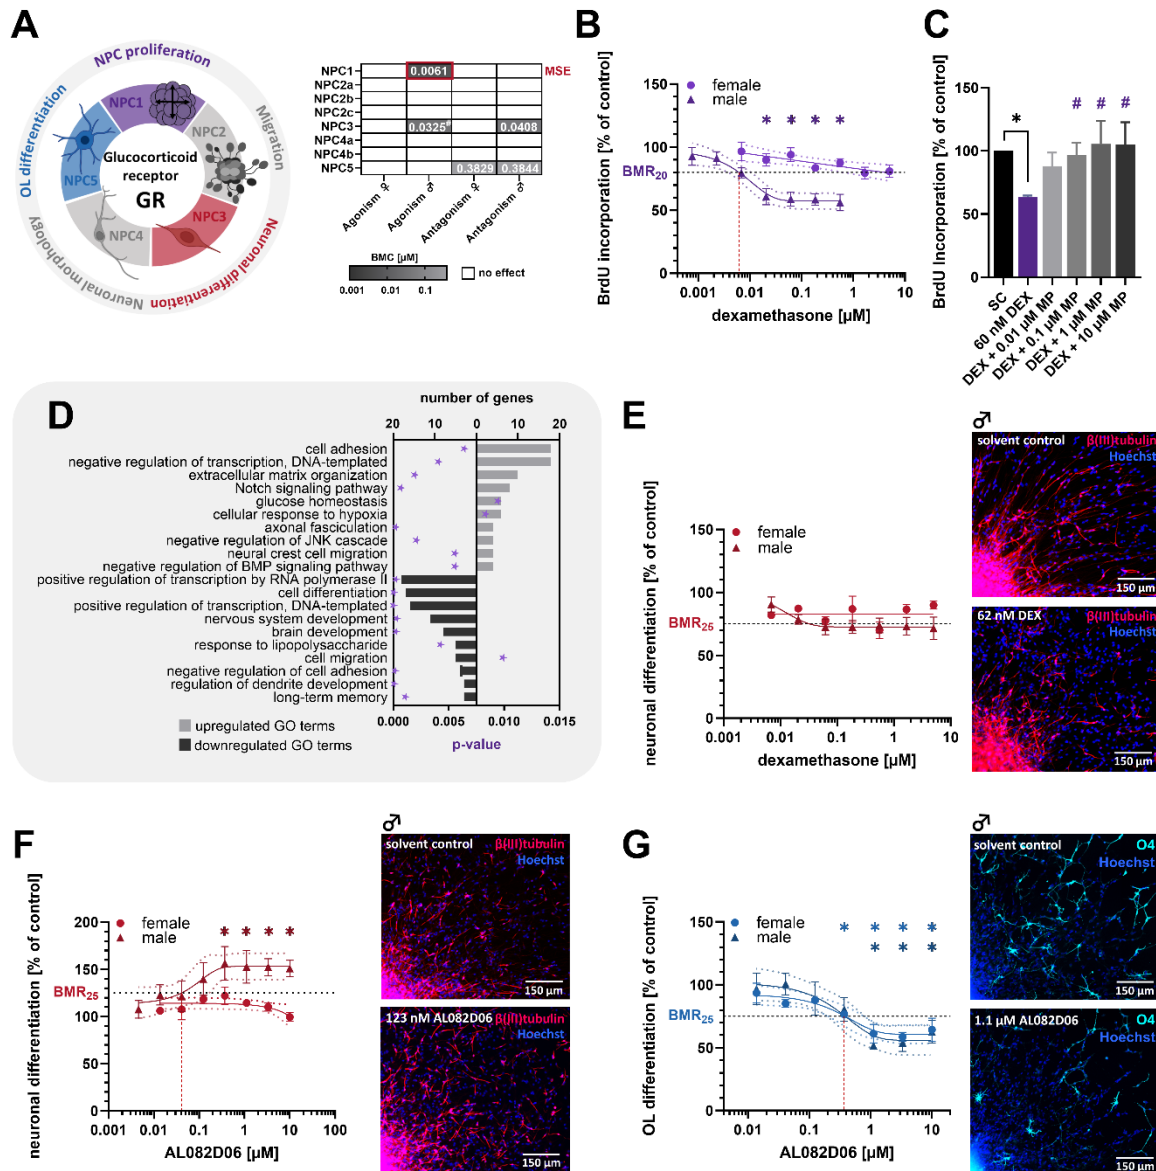 A
NPC proliferation
Migration
Neuronal differentiation
Neuronal morphology
OL differentiation
NPC1
NPC2
NPC3
NPC4
NPC5
Glucocorticoid
receptor
GR
NPC1
NPC2a
NPC2b
NPC2c
NPC3
NPC4a
NPC4b
NPC5
0.0061
MSE
0.0325*
0.0408
0.3829
0.3844
Agonism ♀
Agonism ♂
Antagonism ♀
Antagonism ♂
BMC [µM]
0.001
0.01
0.1
no effect
B
BrdU incorporation [% of control]
150
100
50
0
BMR20
female
male
* * * *
0.001
0.01
0.1
1
10
dexamethasone [µM]
C
BrdU incorporation [% of control]
150
100
50
0
*
# # #
SC
60 nM DEX
DEX + 0.01 µM MP
DEX + 0.1 µM MP
DEX + 1 µM MP
DEX + 10 µM MP
D
number of genes
20 10 0 10 20
cell adhesion
negative regulation of transcription, DNA-templated
extracellular matrix organization
Notch signaling pathway
glucose homeostasis
cellular response to hypoxia
axonal fasciculation
negative regulation of JNK cascade
neural crest cell migration
negative regulation of BMP signaling pathway
positive regulation of transcription by RNA polymerase II
cell differentiation
positive regulation of transcription, DNA-templated
nervous system development
brain development
response to lipopolysaccharide
cell migration
negative regulation of cell adhesion
regulation of dendrite development
long-term memory
0.000 0.005 0.010 0.015
p-value
upregulated GO terms
downregulated GO terms
E
neuronal differentiation [% of control]
150
100
50
0
BMR25
female
male
0.001
0.01
0.1
1
10
dexamethasone [µM]
♂
solvent control
β(III)tubulin
Hoechst
150 µm
62 nM DEX
β(III)tubulin
Hoechst
150 µm
F
neuronal differentiation [% of control]
200
150
100
50
0
BMR25
female
male
* * * *
0.001
0.01
0.1
1
10
100
AL082D06 [µM]
♂
solvent control
β(III)tubulin
Hoechst
150 µm
123 nM AL082D06
β(III)tubulin
Hoechst
150 µm
G
OL differentiation [% of control]
150
100
50
0
BMR25
female
male
* * * *
* * *
0.01
0.1
1
10
AL082D06 [µM]
♂
solvent control
O4
Hoechst
150 µm
1.1 µM AL082D06
O4
Hoechst
150 µm